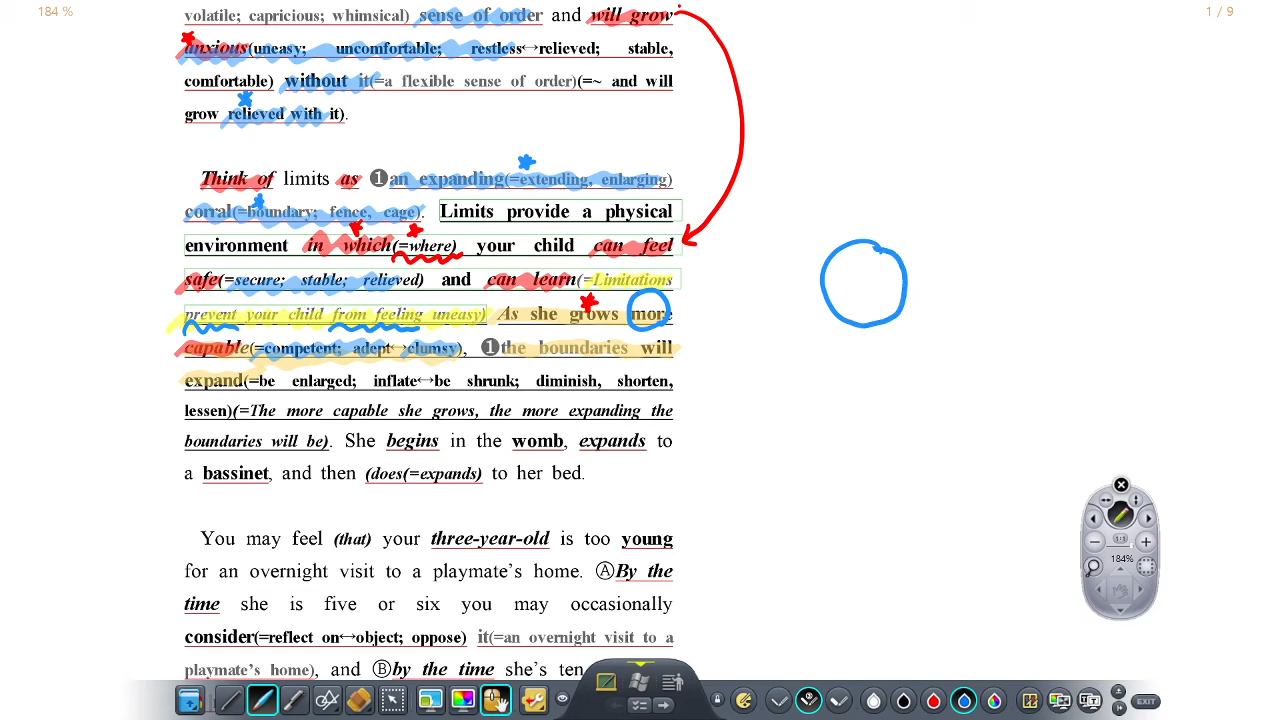 184 %
1 / 9
volatile; capricious; whimsical) sense of order and will grow
anxious(uneasy; uncomfortable; restless↔relieved; stable,
comfortable) without it(=a flexible sense of order)(=~ and will
grow relieved with it).
Think of limits as ❶an expanding(=extending, enlarging)
corral(=boundary; fence, cage). Limits provide a physical
environment in which(=where) your child can feel
safe(=secure; stable; relieved) and can learn(=Limitations
prevent your child from feeling uneasy) As she grows more
capable(=competent; adept↔clumsy), ❶the boundaries will
expand(=be enlarged; inflate↔be shrunk; diminish, shorten,
lessen)(=The more capable she grows, the more expanding the
boundaries will be). She begins in the womb, expands to
a bassinet, and then (does(=expands) to her bed.
You may feel (that) your three-year-old is too young
for an overnight visit to a playmate's home. ⒶBy the
time she is five or six you may occasionally
consider(=reflect on↔object; oppose) it(=an overnight visit to a
playmate's home), and Ⓑby the time she's ten
1:1
184%
EXIT